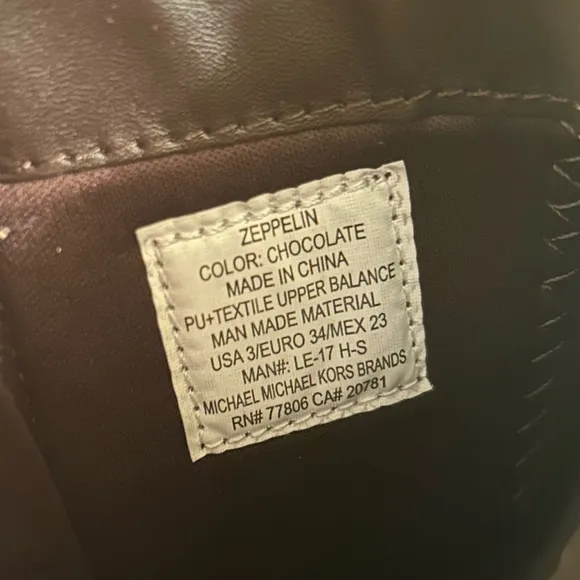 ZEPPELIN
COLOR: CHOCOLATE
MADE IN CHINA
PU+TEXTILE UPPER BALANCE
MAN MADE MATERIAL
USA 3/EURO 34/MEX 23
MAN#: LE-17 H-S
MICHAEL MICHAEL KORS BRANDS
RN# 77806 CA# 20781